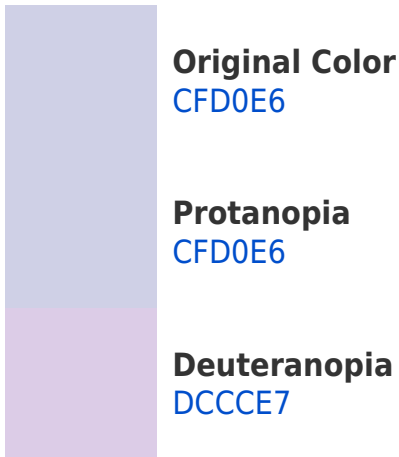 Original Color
CFD0E6
Protanopia
CFD0E6
Deuteranopia
DCCCE7